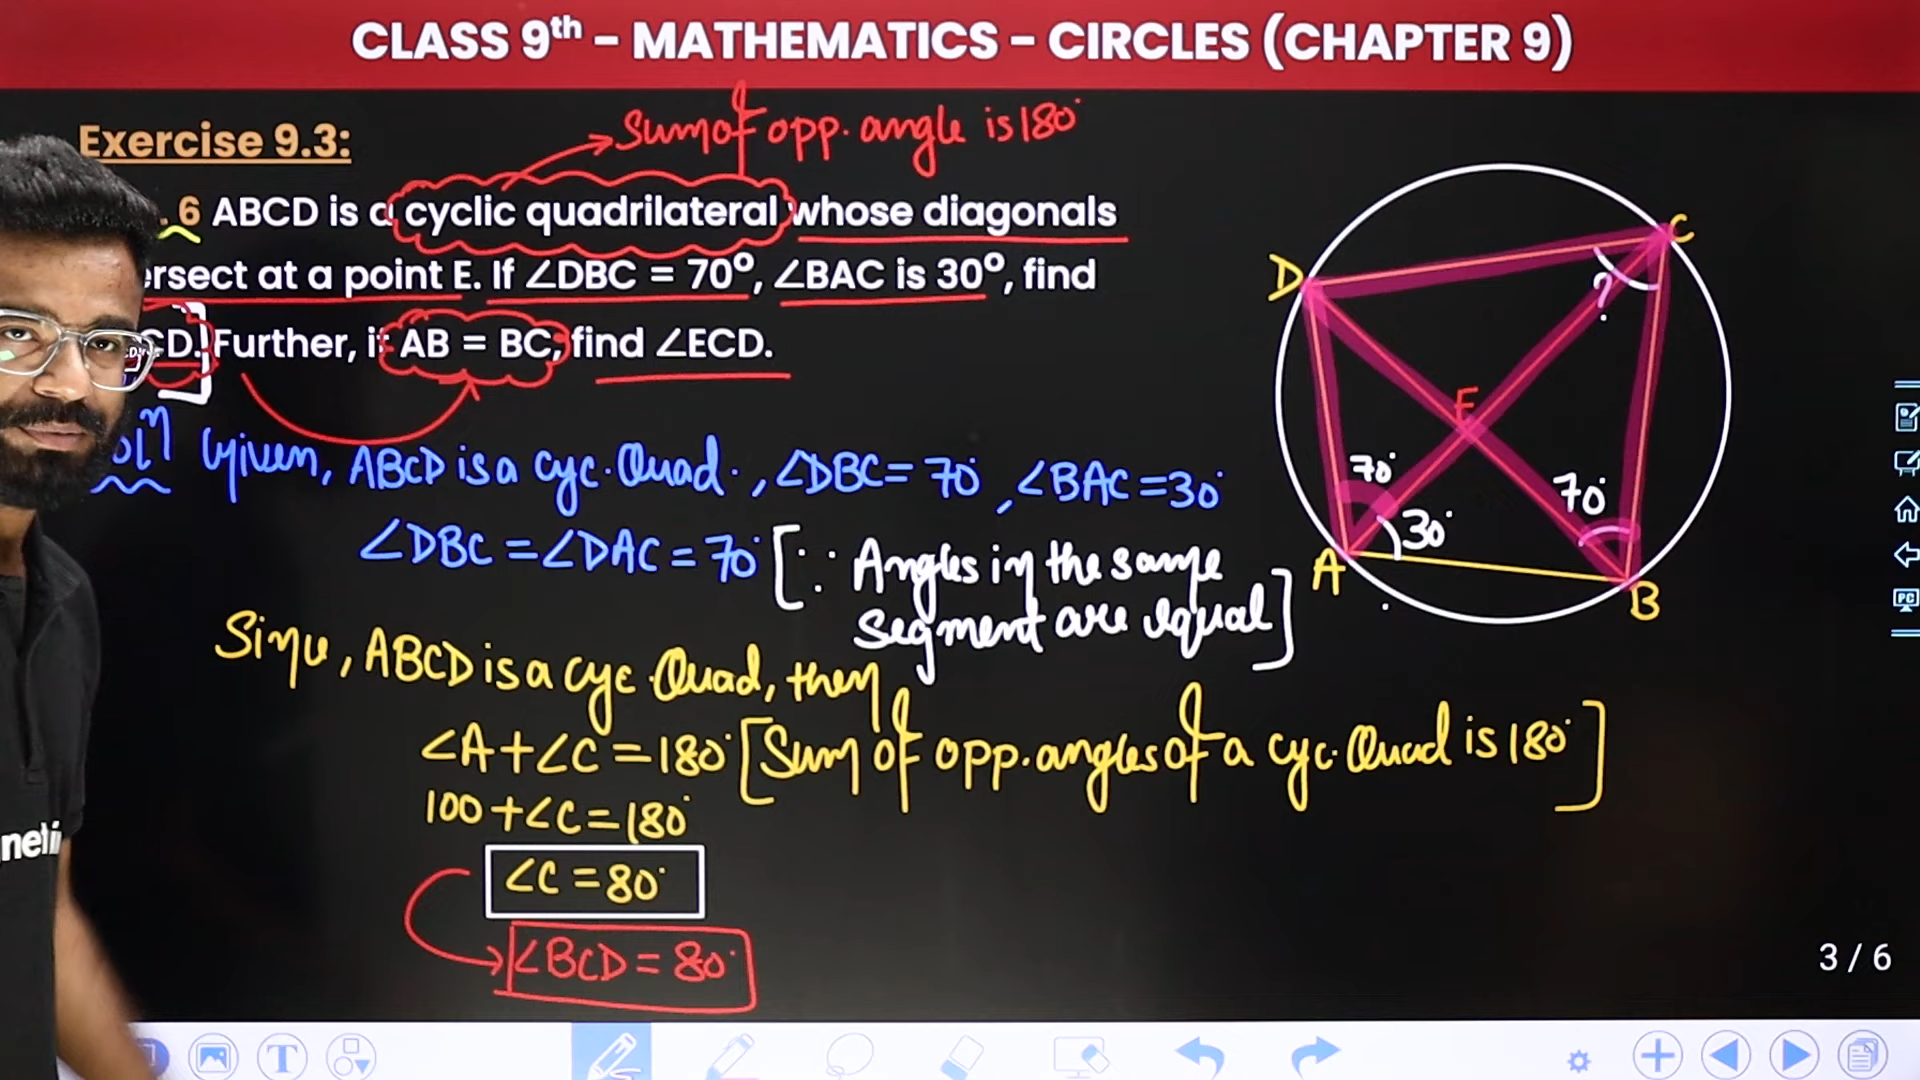 CLASS 9th - MATHEMATICS - CIRCLES (CHAPTER 9)
Sum of opp. angle is 180°
Exercise 9.3:
6 ABCD is a cyclic quadrilateral whose diagonals
ersect at a point E. If ∠DBC = 70°, ∠BAC is 30°, find
CD. Further, if AB = BC, find ∠ECD.
Given, ABCD is a cyc. Quad., ∠DBC = 70°, ∠BAC = 30°
∠DBC = ∠DAC = 70° [∵ Angles in the same
segment are equal]
Since, ABCD is a cyc. Quad, then
∠A + ∠C = 180° [Sum of opp. angles of a cyc. Quad is 180°]
100 + ∠C = 180°
∠C = 80°
∠BCD = 80°
D
C
?
E
70°
70°
30°
A
B
3 / 6
neti
T
PC